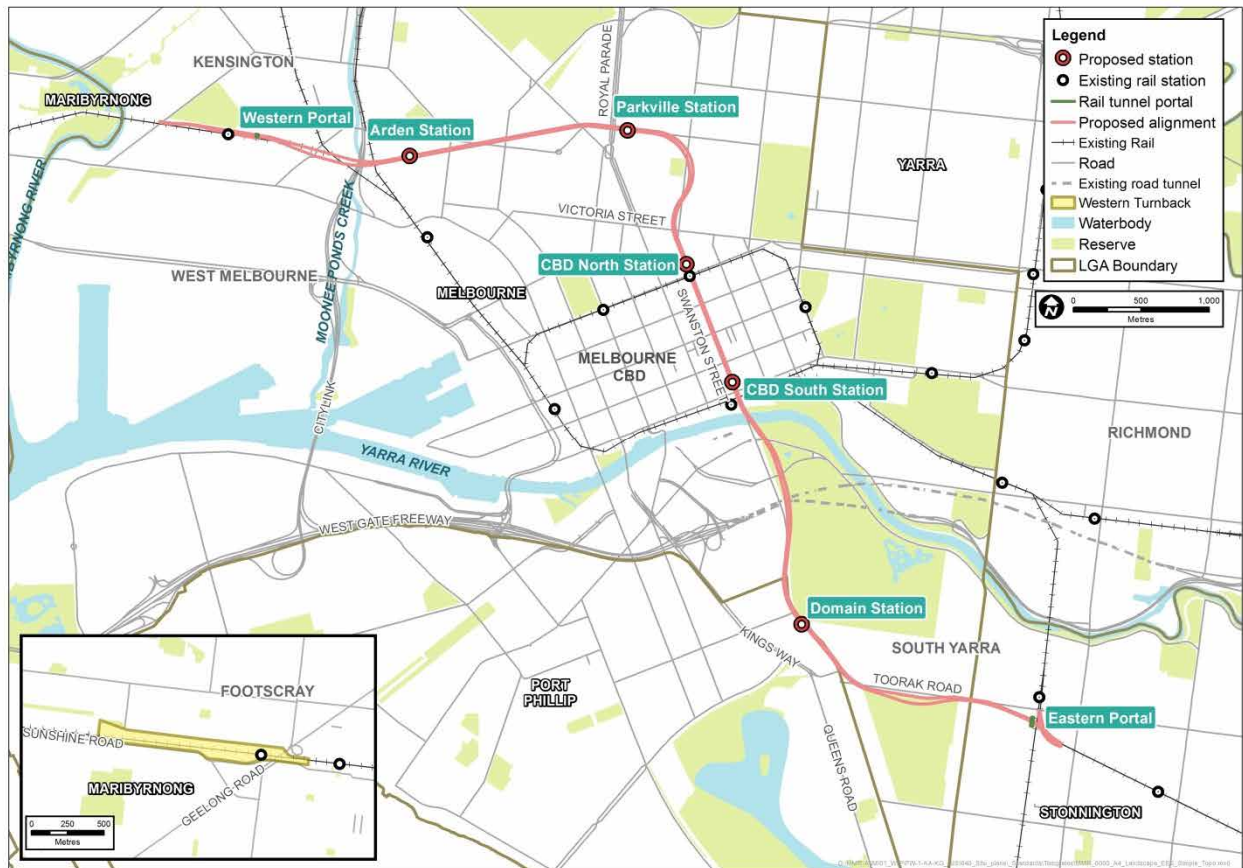 KENSINGTON
MARIBYRNONG
Western Portal
Arden Station
ROYAL PARADE
Parkville Station
YARRA
Legend
Proposed station
Existing rail station
Rail tunnel portal
Proposed alignment
Existing Rail
Road
Existing road tunnel
Western Turnback
Waterbody
Reserve
LGA Boundary
N
0 500 1,000
Metres
MARIBYRNONG RIVER
ABYRNONG RIVER
MOONEE PONDS CREEK
VICTORIA STREET
WEST MELBOURNE
MELBOURNE
CBD North Station
SWANSTON STREET
MELBOURNE
CBD
CBD South Station
RICHMOND
CITYLINK
YARRA RIVER
WEST GATE FREEWAY
Domain Station
KINGS WAY
SOUTH YARRA
TOORAK ROAD
PORT
PHILLIP
Eastern Portal
QUEENS ROAD
STONNINGTON
FOOTSCRAY
SUNSHINE ROAD
MARIBYRNONG
GEELONG ROAD
0 250 500
Metres